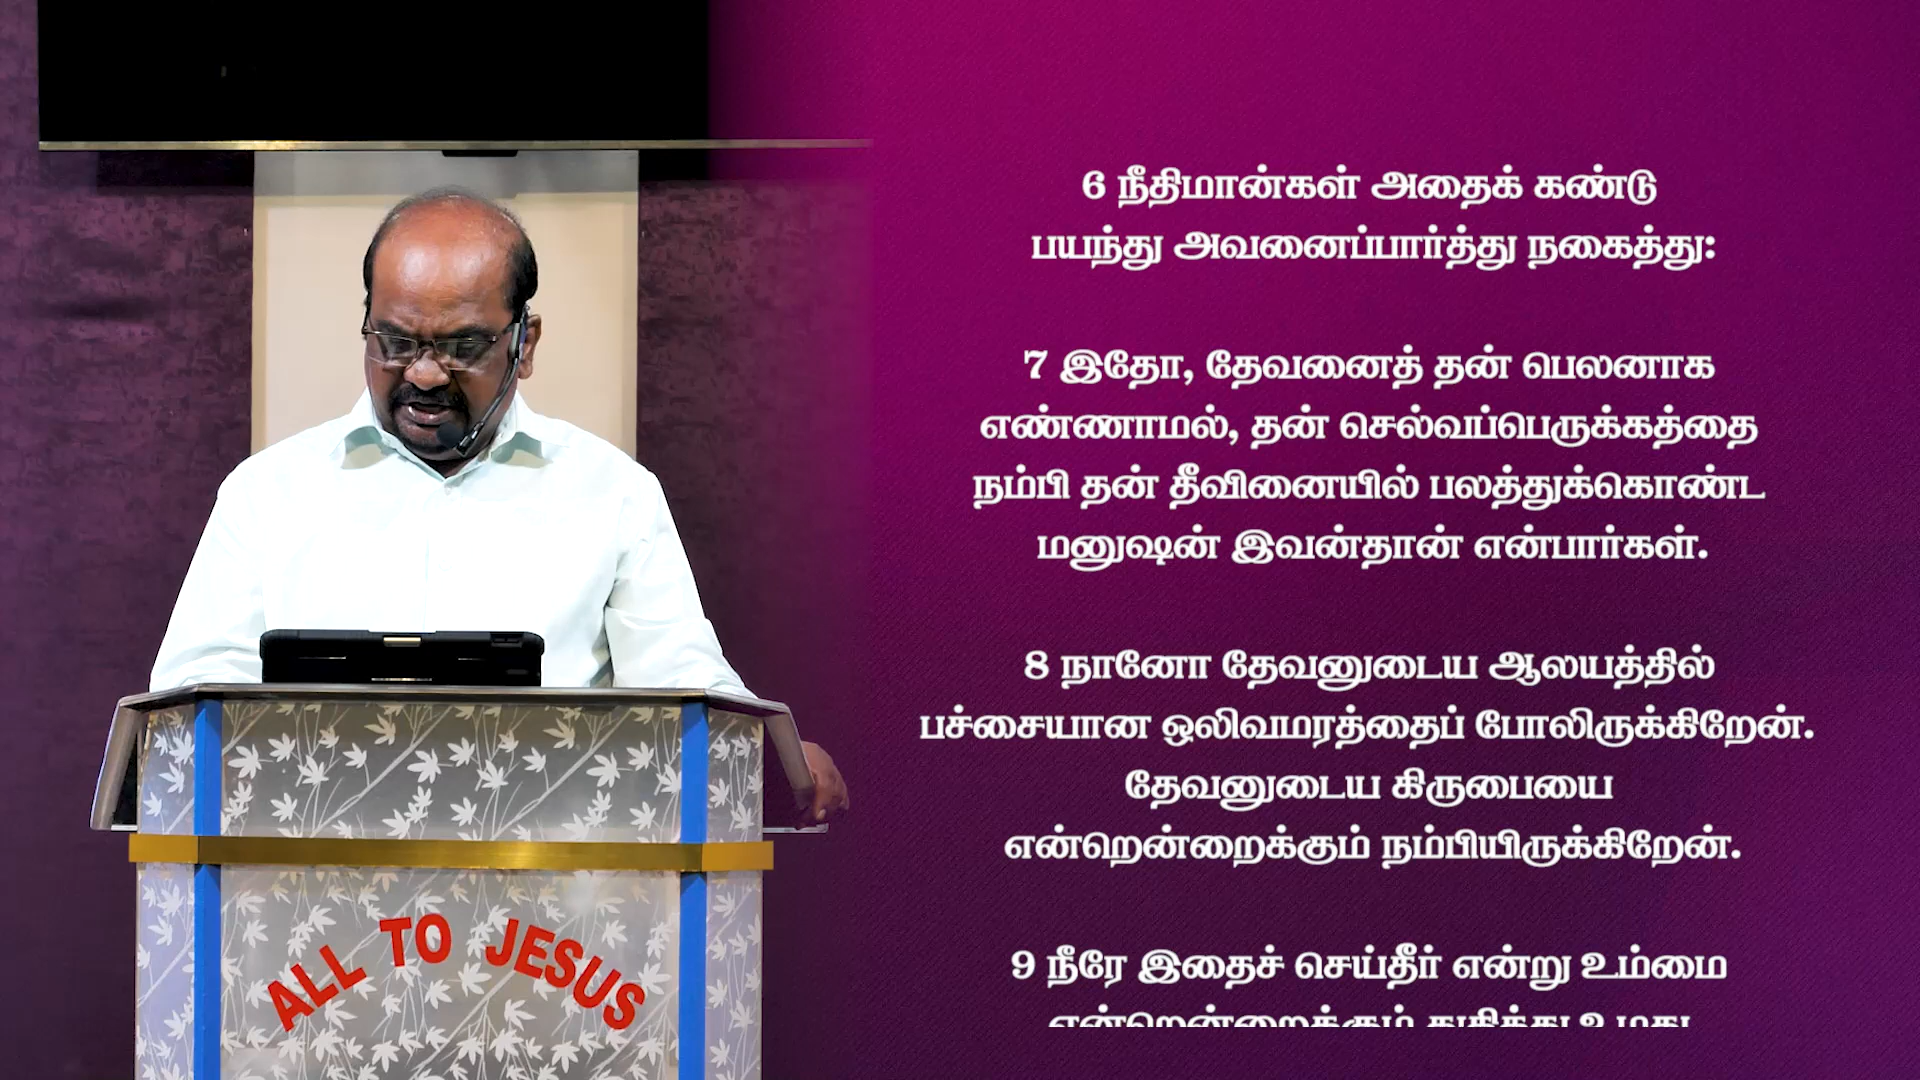 6 நீதிமான்கள் அதைக் கண்டு
பயந்து அவனைப்பார்த்து நகைத்து:
7 இதோ, தேவனைத் தன் பெலனாக
எண்ணாமல், தன் செல்வப்பெருக்கத்தை
நம்பி தன் தீவினையில் பலத்துக்கொண்ட
மனுஷன் இவன்தான் என்பார்கள்.
8 நானோ தேவனுடைய ஆலயத்தில்
பச்சையான ஒலிவமரத்தைப் போலிருக்கிறேன்.
தேவனுடைய கிருபையை
என்றென்றைக்கும் நம்பியிருக்கிறேன்.
9 நீரே இதைச் செய்தீர் என்று உம்மை
என்றென்றைக்கும் துதித்து உமது
ALL TO JESUS